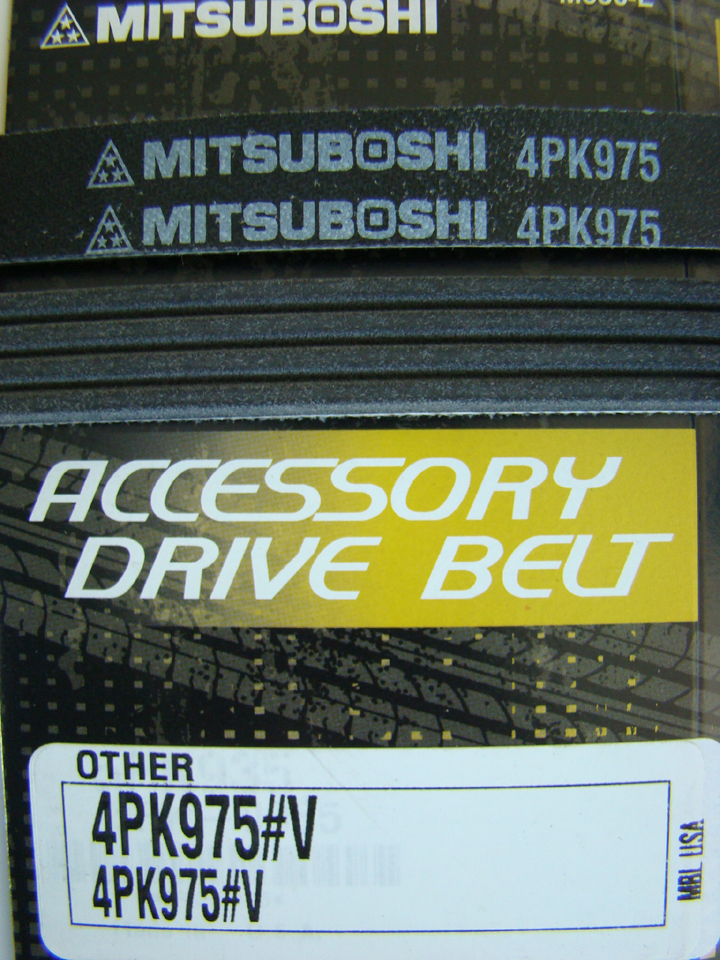 MITSUBOSHI
MITSUBOSHI 4PK975
MITSUBOSHI 4PK975
ACCESSORY
DRIVE BELT
OTHER
4PK975#V
4PK975#V
MBL USA